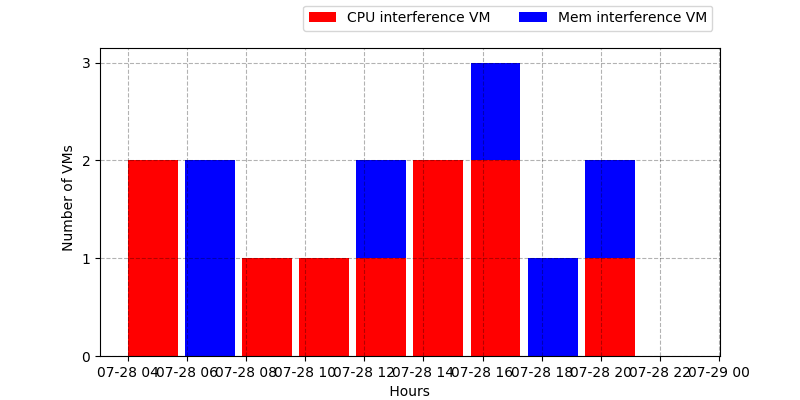 CPU interference VM Mem interference VM
3
2
1
0
Number of VMs
07-28 04 07-28 06 07-28 08 07-28 10 07-28 12 07-28 14 07-28 16 07-28 18 07-28 20 07-28 22 07-29 00
Hours